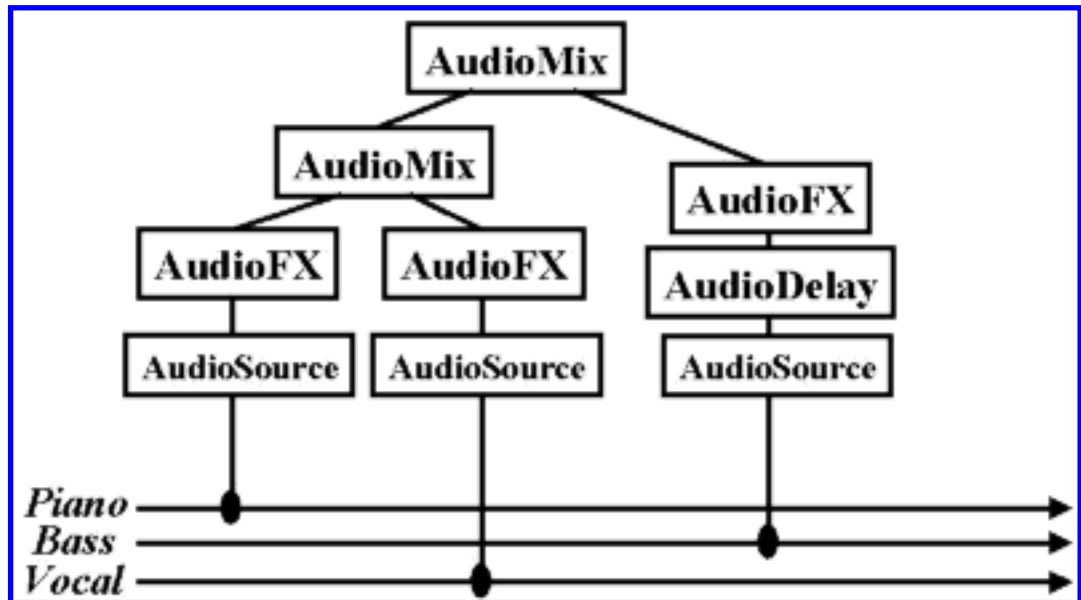 AudioMix
AudioMix
AudioFX
AudioFX
AudioFX
AudioDelay
AudioSource
AudioSource
AudioSource
Piano
Bass
Vocal